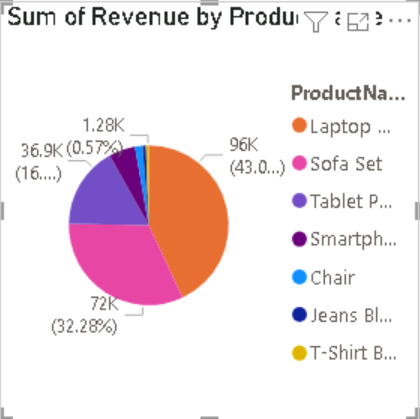 Sum of Revenue by Produ
ProductNa...
Laptop ...
Sofa Set
Tablet P...
Smartph...
Chair
Jeans Bl...
T-Shirt B...
1.28K
(0.57%)
36.9K
(16....)
96K
(43.0...)
72K
(32.28%)